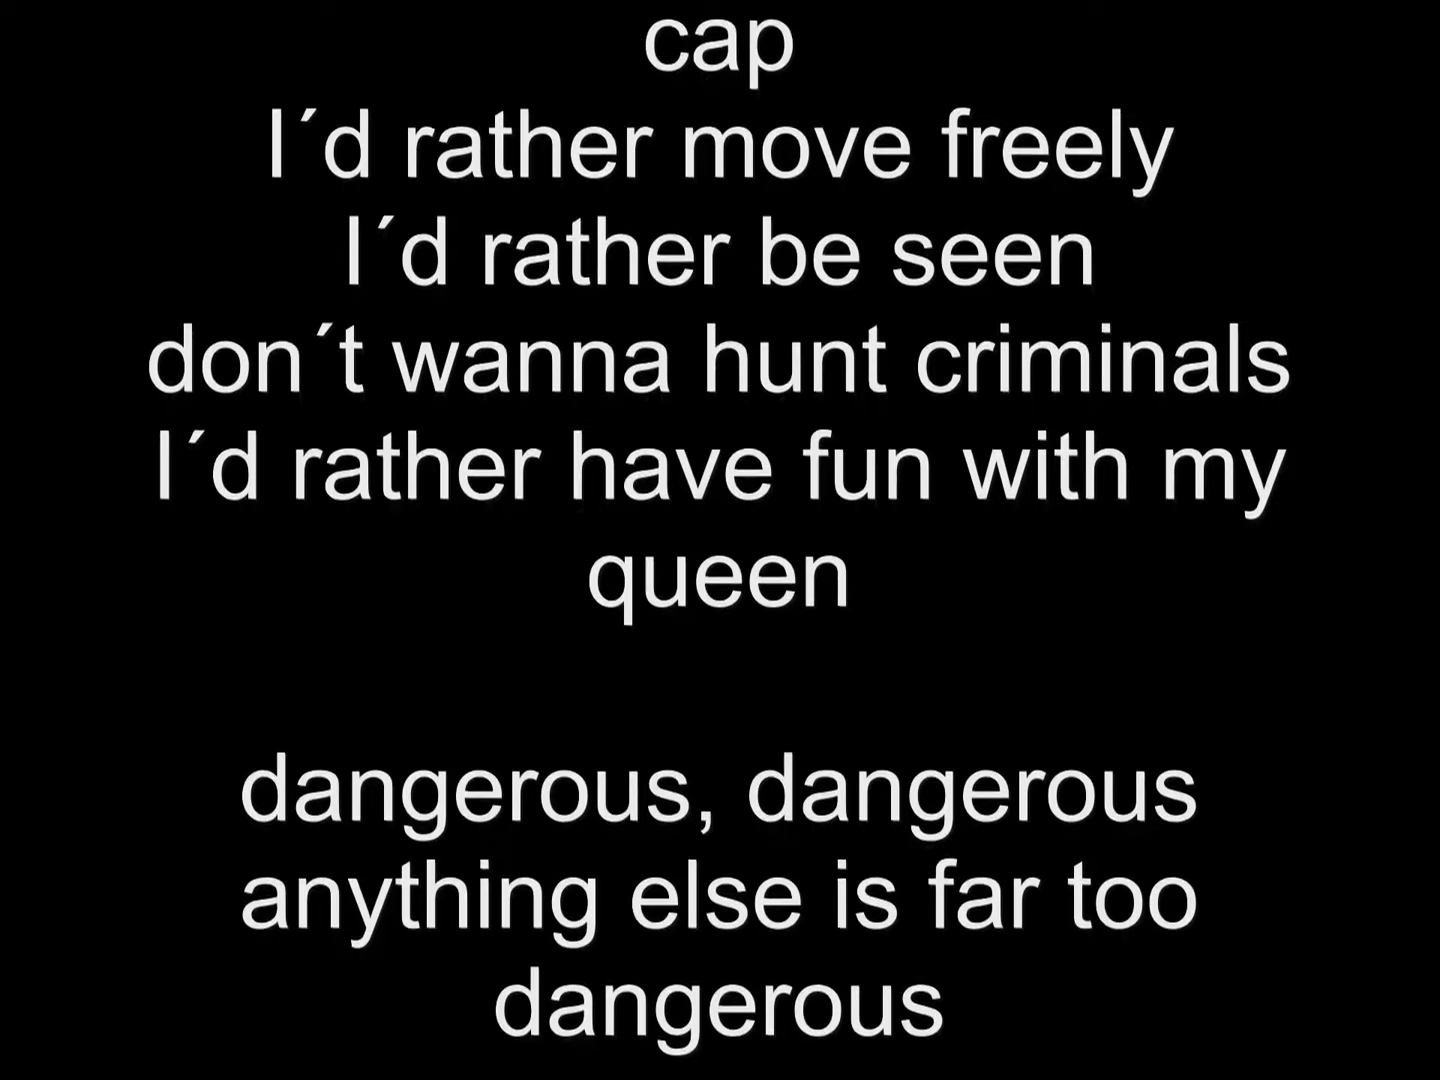 cap
I´d rather move freely
I´d rather be seen
don´t wanna hunt criminals
I´d rather have fun with my
queen
dangerous, dangerous
anything else is far too
dangerous